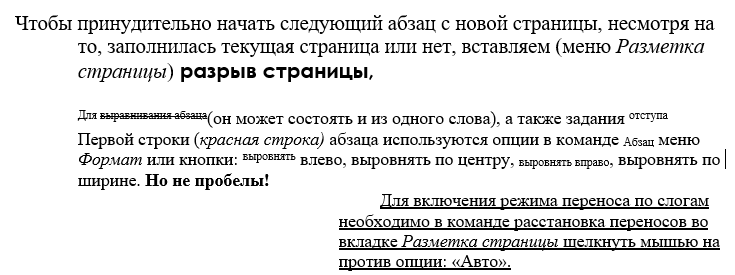 Чтобы принудительно начать следующий абзац с новой страницы, несмотря на
то, заполнилась текущая страница или нет, вставляем (меню Разметка
страницы) разрыв страницы,
Для выравнивания абзаца(он может состоять и из одного слова), а также задания отступа
Первой строки (красная строка) абзаца используются опции в команде Абзац меню
Формат или кнопки: выровнять влево, выровнять по центру, выровнять вправо, выровнять по
ширине. Но не пробелы!
Для включения режима переноса по слогам
необходимо в команде расстановка переносов во
вкладке Разметка страницы щелкнуть мышью на
против опции: «Авто».